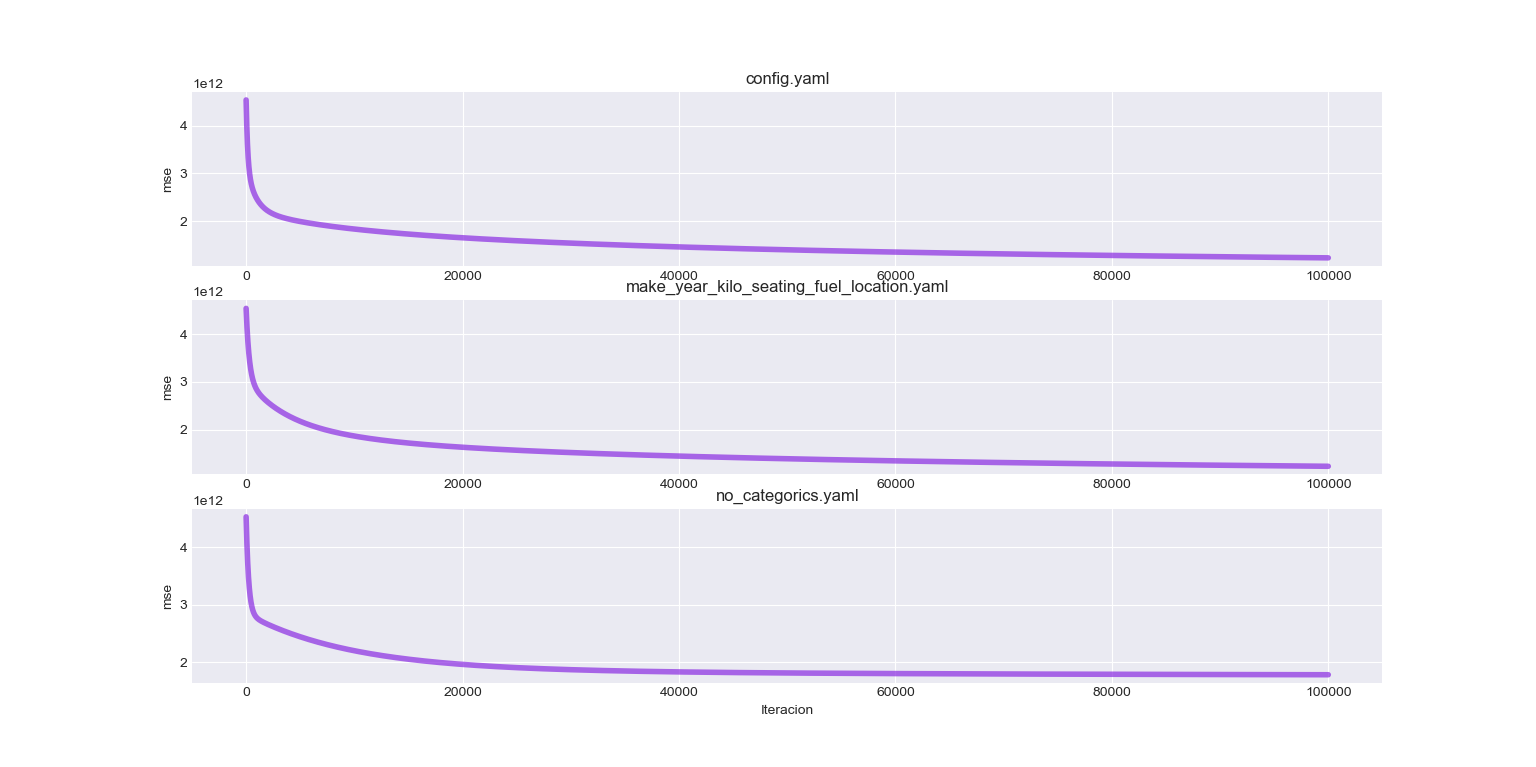 config.yaml
1e12
4
3
2
mse
0 20000 40000 60000 80000 100000
make_year_kilo_seating_fuel_location.yaml
1e12
4
3
2
mse
0 20000 40000 60000 80000 100000
no_categorics.yaml
1e12
4
3
2
mse
0 20000 40000 60000 80000 100000
Iteracion